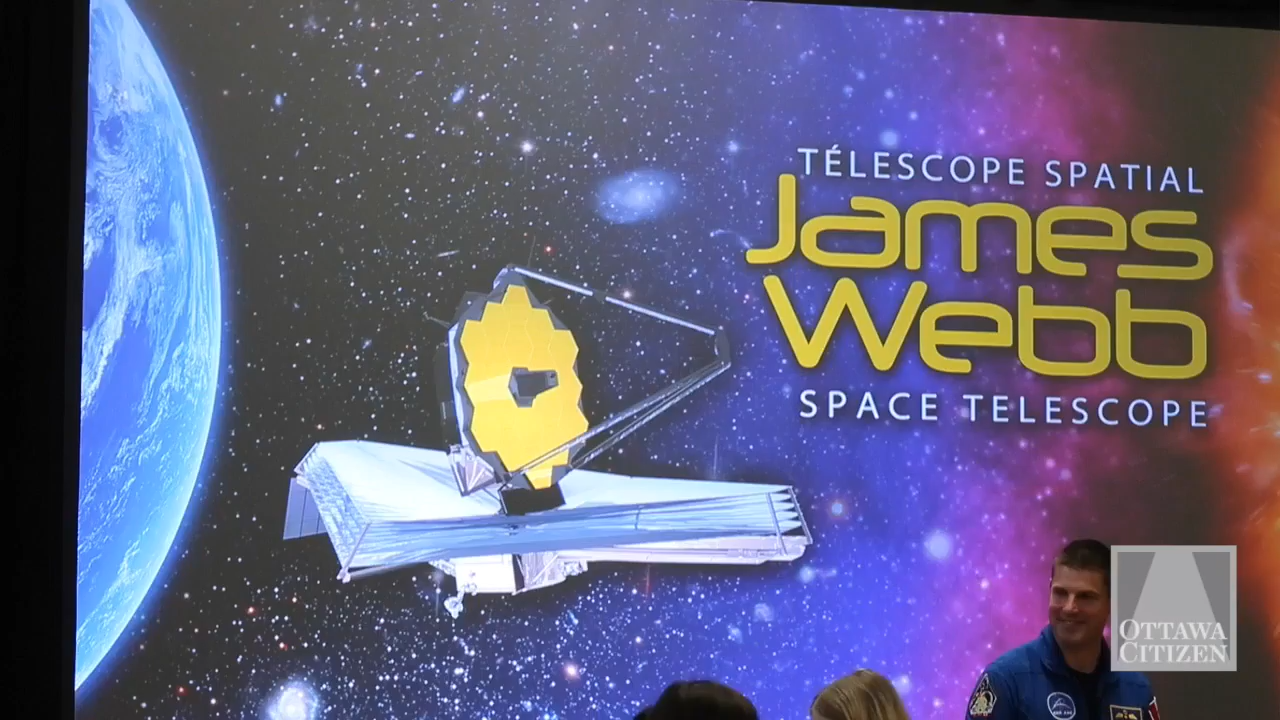 TÉLESCOPE SPATIAL
James
Webb
SPACE TELESCOPE
OTTAWA
CITIZEN